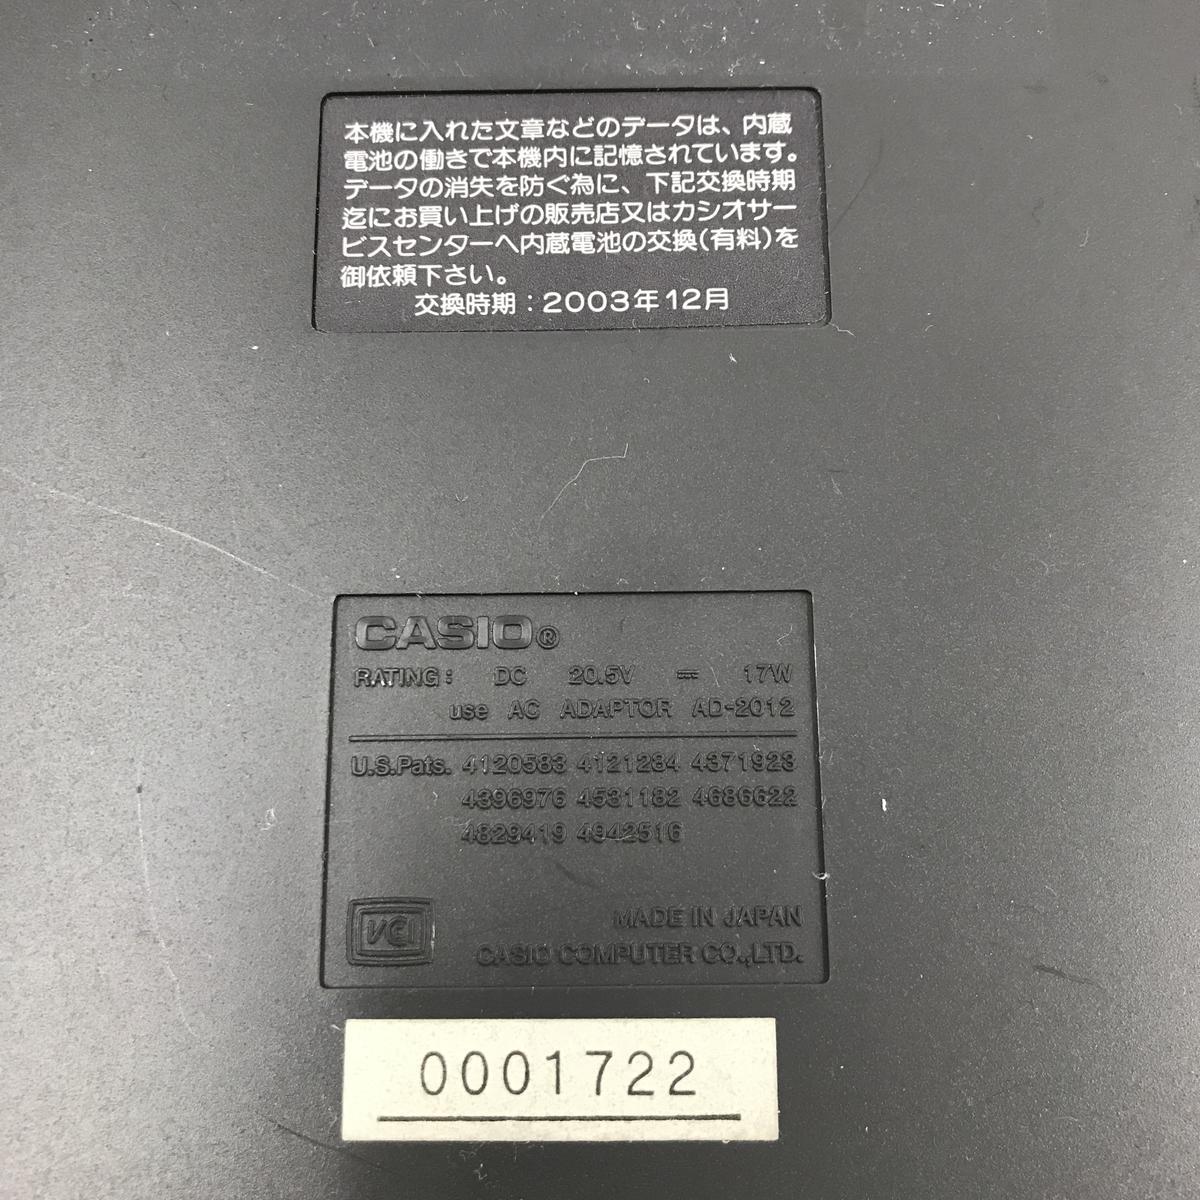 本機に入れた文章などのデータは、内蔵
電池の働きで本機内に記憶されています。
データの消失を防ぐ為に、下記交換時期
迄にお買い上げの販売店又はカシオサー
ビスセンターへ内蔵電池の交換(有料)を
御依頼下さい。
交換時期：2003年12月
CASIO®
RATING: DC 20.5V ⎓ 17W
use AC ADAPTOR AD-2012
U.S.Pats. 4120583 4121284 4371923
4396976 4531182 4686622
4829419 4942516
VCI
MADE IN JAPAN
CASIO COMPUTER CO.,LTD.
0001722